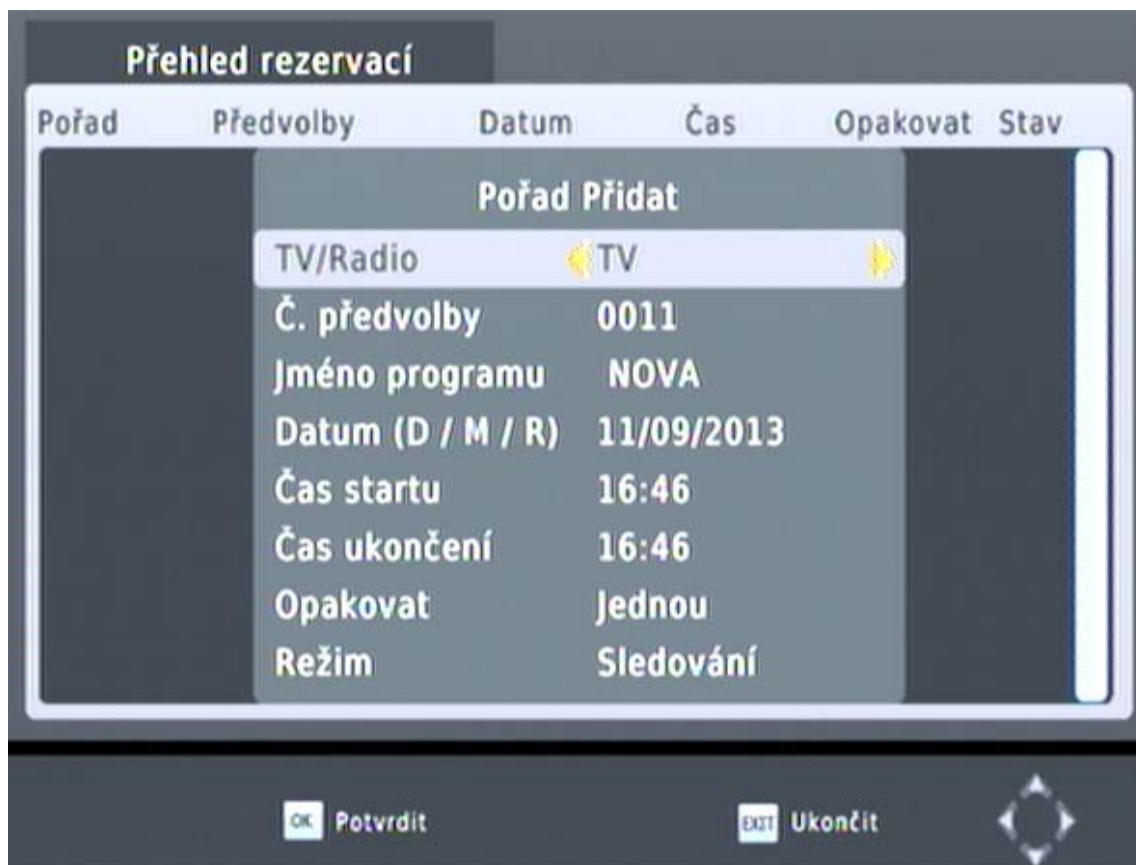 Přehled rezervací
Pořad Předvolby Datum Čas Opakovat Stav
Pořad Přidat
TV/Radio TV
Č. předvolby 0011
Jméno programu NOVA
Datum (D / M / R) 11/09/2013
Čas startu 16:46
Čas ukončení 16:46
Opakovat Jednou
Režim Sledování
OK Potvrdit EXIT Ukončit